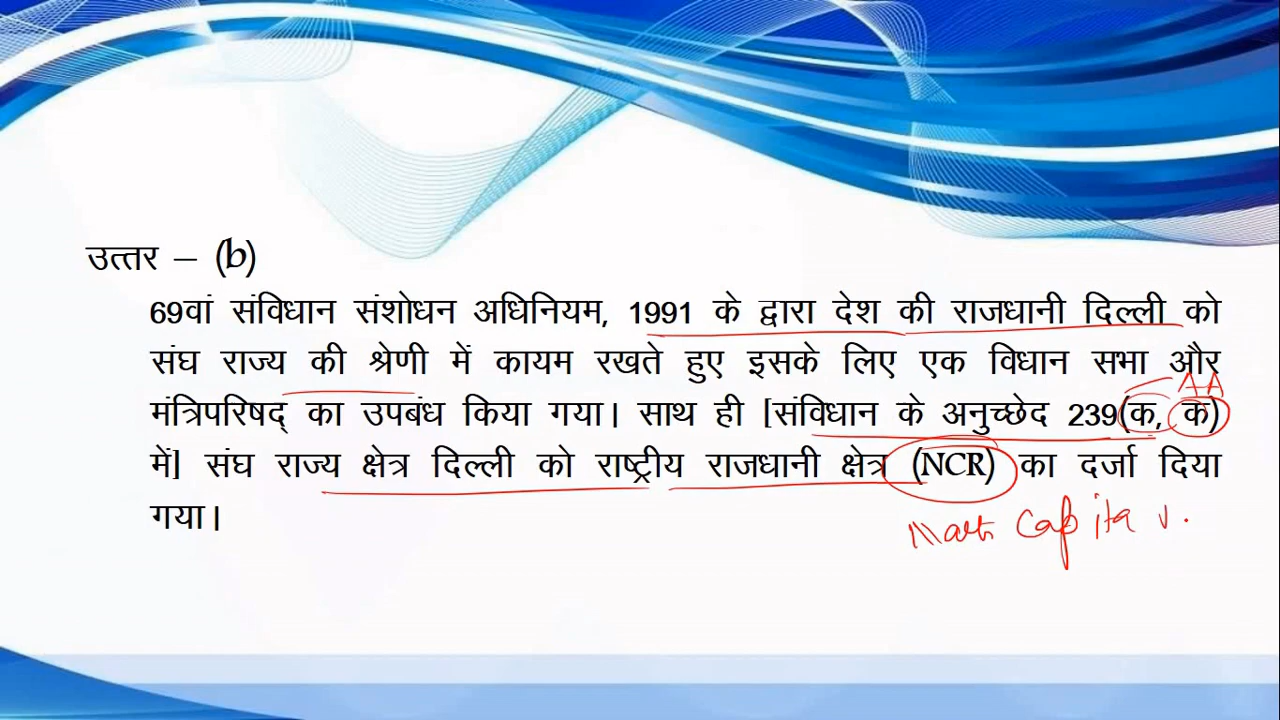 उत्तर – (b)
69वां संविधान संशोधन अधिनियम, 1991 के द्वारा देश की राजधानी दिल्ली को
संघ राज्य की श्रेणी में कायम रखते हुए इसके लिए एक विधान सभा और
AA
मंत्रिपरिषद् का उपबंध किया गया। साथ ही [संविधान के अनुच्छेद 239(क, क)
में] संघ राज्य क्षेत्र दिल्ली को राष्ट्रीय राजधानी क्षेत्र (NCR) का दर्जा दिया
गया।
Capita